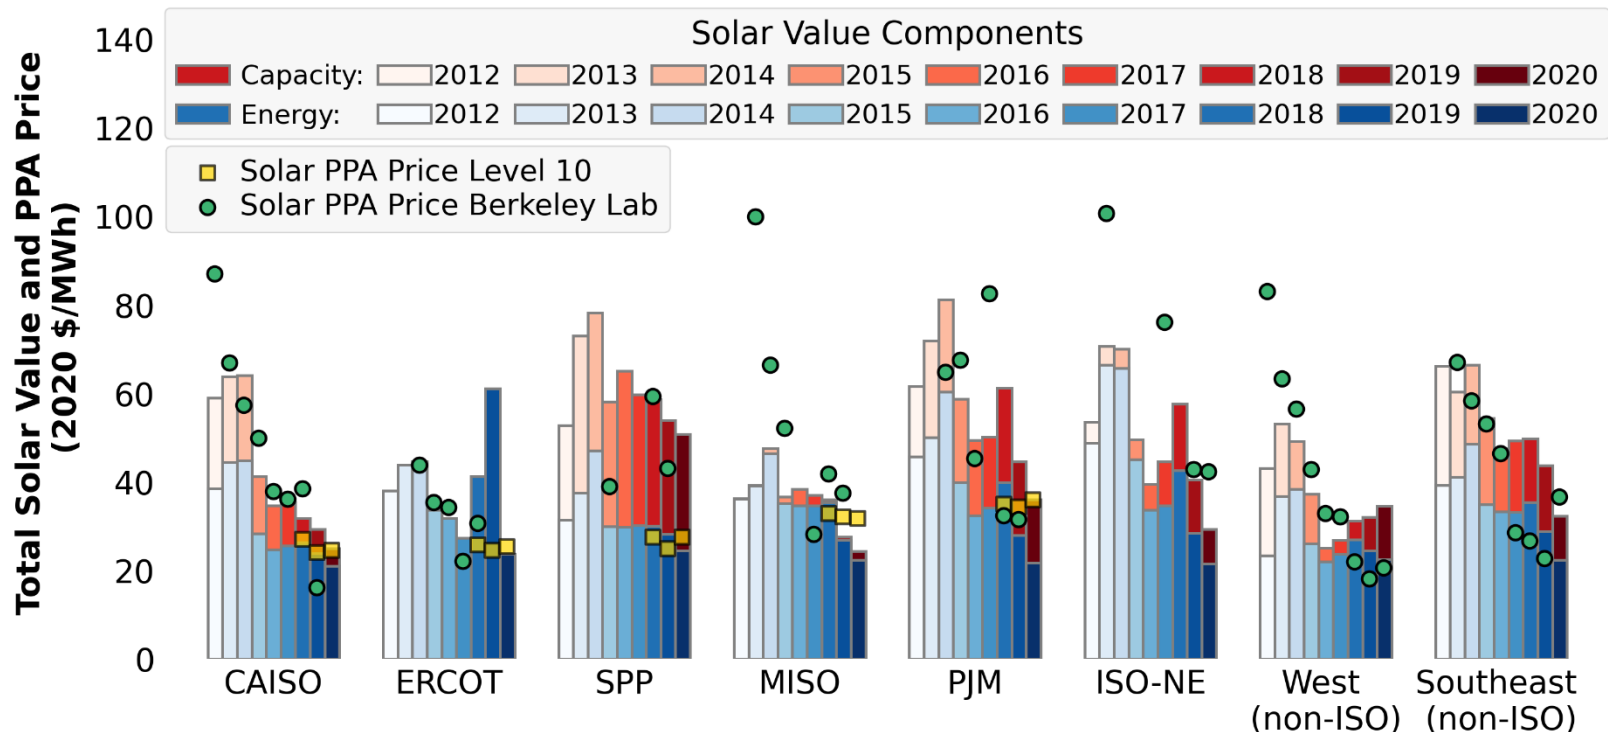 Solar Value Components
Capacity: 2012 2013 2014 2015 2016 2017 2018 2019 2020
Energy: 2012 2013 2014 2015 2016 2017 2018 2019 2020
Solar PPA Price Level 10
Solar PPA Price Berkeley Lab
Total Solar Value and PPA Price
(2020 $/MWh)
140
120
100
80
60
40
20
0
CAISO ERCOT SPP MISO PJM ISO-NE West Southeast
(non-ISO) (non-ISO)